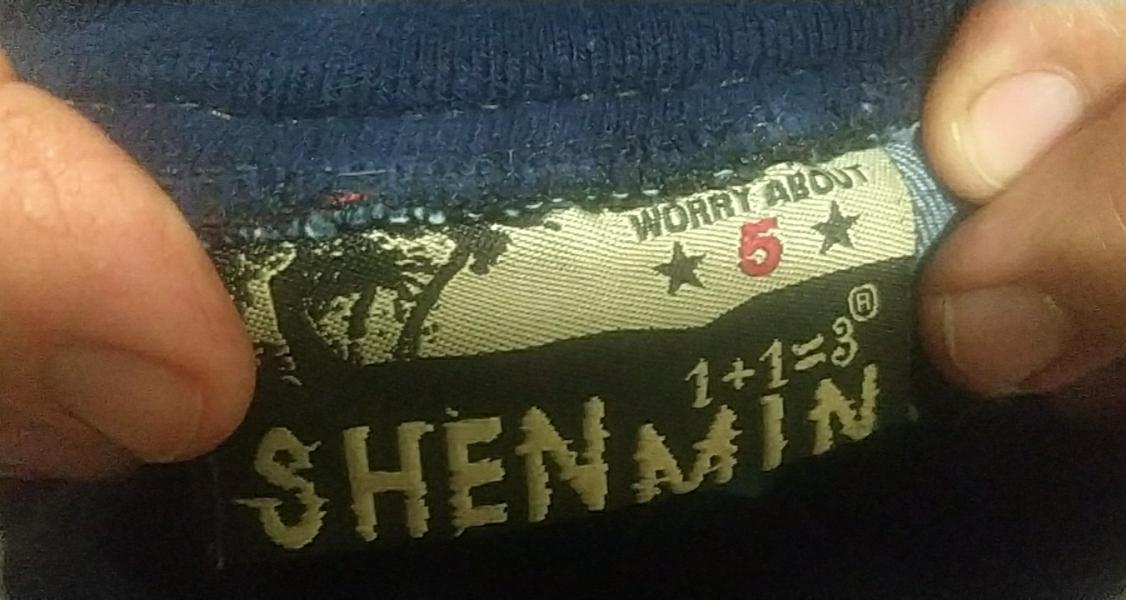 WORRY ABOUT
★ 5 ★
1+1=3®
SHENMIN